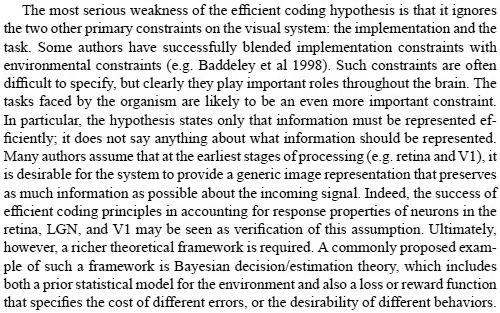 The most serious weakness of the efficient coding hypothesis is that it ignores
the two other primary constraints on the visual system: the implementation and the
task. Some authors have successfully blended implementation constraints with
environmental constraints (e.g. Baddeley et al 1998). Such constraints are often
difficult to specify, but clearly they play important roles throughout the brain. The
tasks faced by the organism are likely to be an even more important constraint.
In particular, the hypothesis states only that information must be represented ef-
ficiently; it does not say anything about what information should be represented.
Many authors assume that at the earliest stages of processing (e.g. retina and V1), it
is desirable for the system to provide a generic image representation that preserves
as much information as possible about the incoming signal. Indeed, the success of
efficient coding principles in accounting for response properties of neurons in the
retina, LGN, and V1 may be seen as verification of this assumption. Ultimately,
however, a richer theoretical framework is required. A commonly proposed exam-
ple of such a framework is Bayesian decision/estimation theory, which includes
both a prior statistical model for the environment and also a loss or reward function
that specifies the cost of different errors, or the desirability of different behaviors.